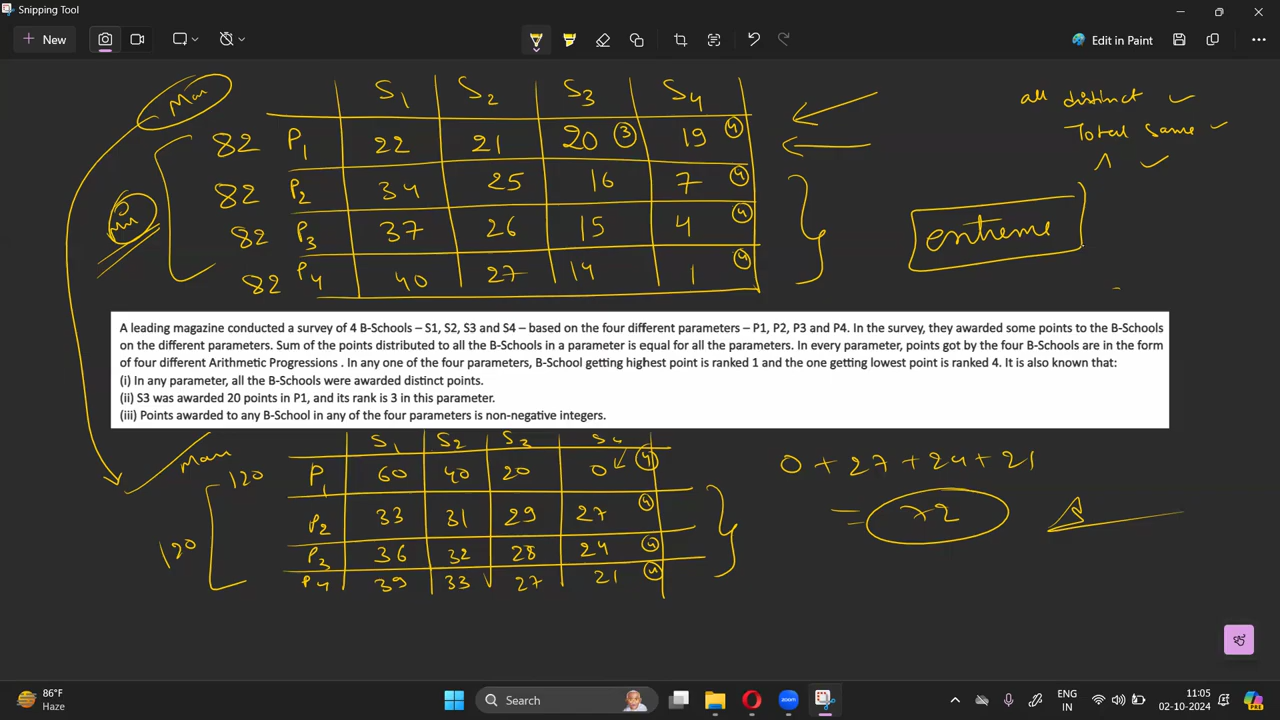 Snipping Tool
New
Edit in Paint
Max
S1 S2 S3 S4
82 P1 22 21 20 3 19 4
82 P2 34 25 16 7 4
82 P3 37 26 15 4 4
82 P4 40 27 14 1 4
min
all distinct
Total same
extreme
A leading magazine conducted a survey of 4 B-Schools – S1, S2, S3 and S4 – based on the four different parameters – P1, P2, P3 and P4. In the survey, they awarded some points to the B-Schools
on the different parameters. Sum of the points distributed to all the B-Schools in a parameter is equal for all the parameters. In every parameter, points got by the four B-Schools are in the form
of four different Arithmetic Progressions . In any one of the four parameters, B-School getting highest point is ranked 1 and the one getting lowest point is ranked 4. It is also known that:
(i) In any parameter, all the B-Schools were awarded distinct points.
(ii) S3 was awarded 20 points in P1, and its rank is 3 in this parameter.
(iii) Points awarded to any B-School in any of the four parameters is non-negative integers.
Max
S1 S2 S3 S4
120 P1 60 40 20 0 4
P2 33 31 29 27 4
120 P3 36 32 28 24 4
P4 39 33 27 21 4
0 + 27 + 24 + 21
= 72
86°F
Haze
Search
zoom
ENG
IN
11:05
02-10-2024
PRE